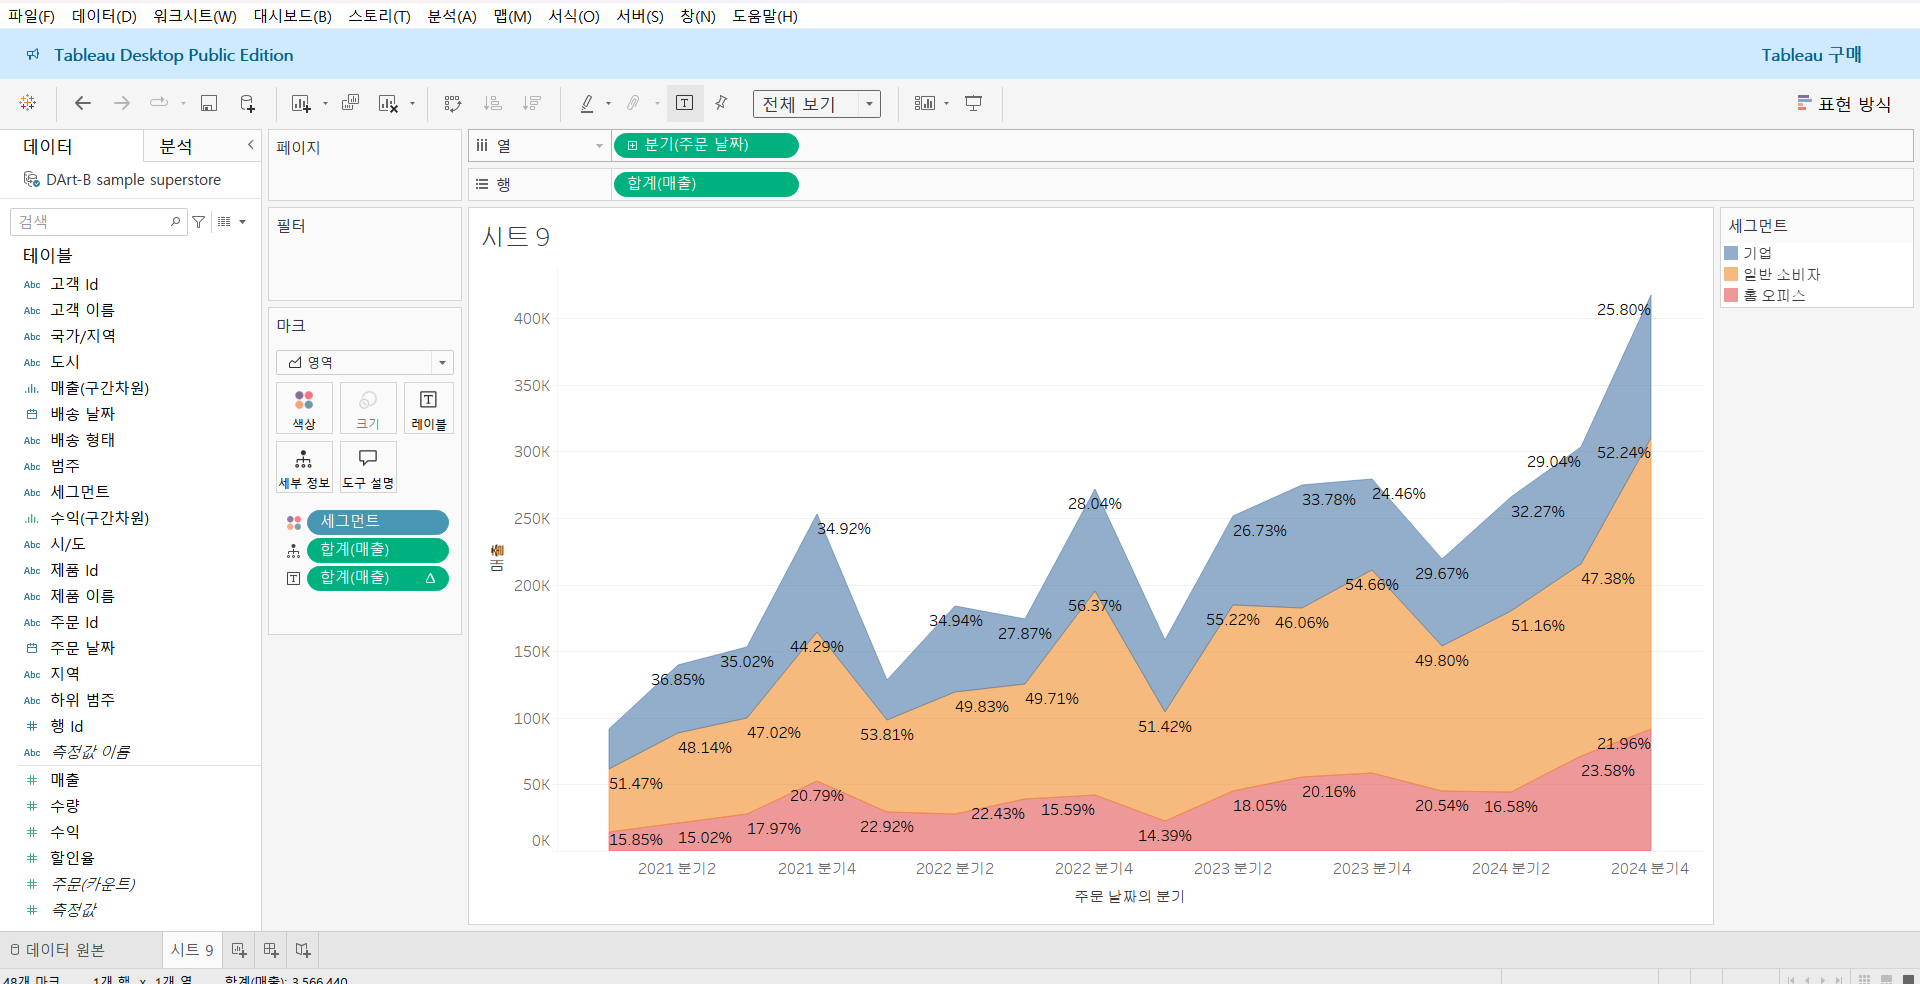 파일(F) 데이터(D) 워크시트(W) 대시보드(B) 스토리(T) 분석(A) 맵(M) 서식(O) 서버(S) 창(N) 도움말(H)
Tableau Desktop Public Edition
Tableau 구매
전체 보기
표현 방식
데이터
분석
DArt-B sample superstore
검색
테이블
Abc 고객 Id
Abc 고객 이름
Abc 국가/지역
Abc 도시
매출(구간차원)
배송 날짜
Abc 배송 형태
Abc 범주
Abc 세그먼트
수익(구간차원)
Abc 시/도
Abc 제품 Id
Abc 제품 이름
Abc 주문 Id
주문 날짜
Abc 지역
Abc 하위 범주
# 행 Id
Abc 측정값 이름
# 매출
# 수량
# 수익
# 할인율
# 주문(카운트)
# 측정값
페이지
필터
마크
영역
색상
크기
레이블
세부 정보
도구 설명
세그먼트
합계(매출)
합계(매출) Δ
열
분기(주문 날짜)
행
합계(매출)
시트 9
400K
350K
300K
250K
200K
150K
100K
50K
0K
매출
25.80%
52.24%
29.04%
28.04%
33.78%
24.46%
32.27%
34.92%
26.73%
29.67%
47.38%
54.66%
56.37%
34.94%
27.87%
55.22%
46.06%
51.16%
44.29%
35.02%
36.85%
49.80%
49.83%
49.71%
51.42%
47.02%
53.81%
48.14%
21.96%
23.58%
51.47%
20.79%
20.16%
18.05%
20.54%
16.58%
22.43%
15.59%
17.97%
22.92%
14.39%
15.85%
15.02%
2021 분기2
2021 분기4
2022 분기2
2022 분기4
2023 분기2
2023 분기4
2024 분기2
2024 분기4
주문 날짜의 분기
세그먼트
기업
일반 소비자
홈 오피스
데이터 원본
시트 9
48개 마크
1개 행 x 1개 열
합계(매출): 3,566,440